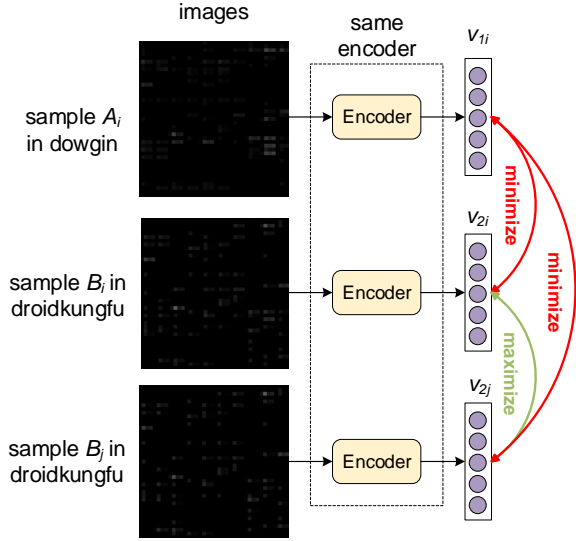 images
same
encoder
v1i
sample Ai
in dowgin
Encoder
minimize
v2i
sample Bi in
droidkungfu
Encoder
minimize
maximize
v2j
sample Bj in
droidkungfu
Encoder